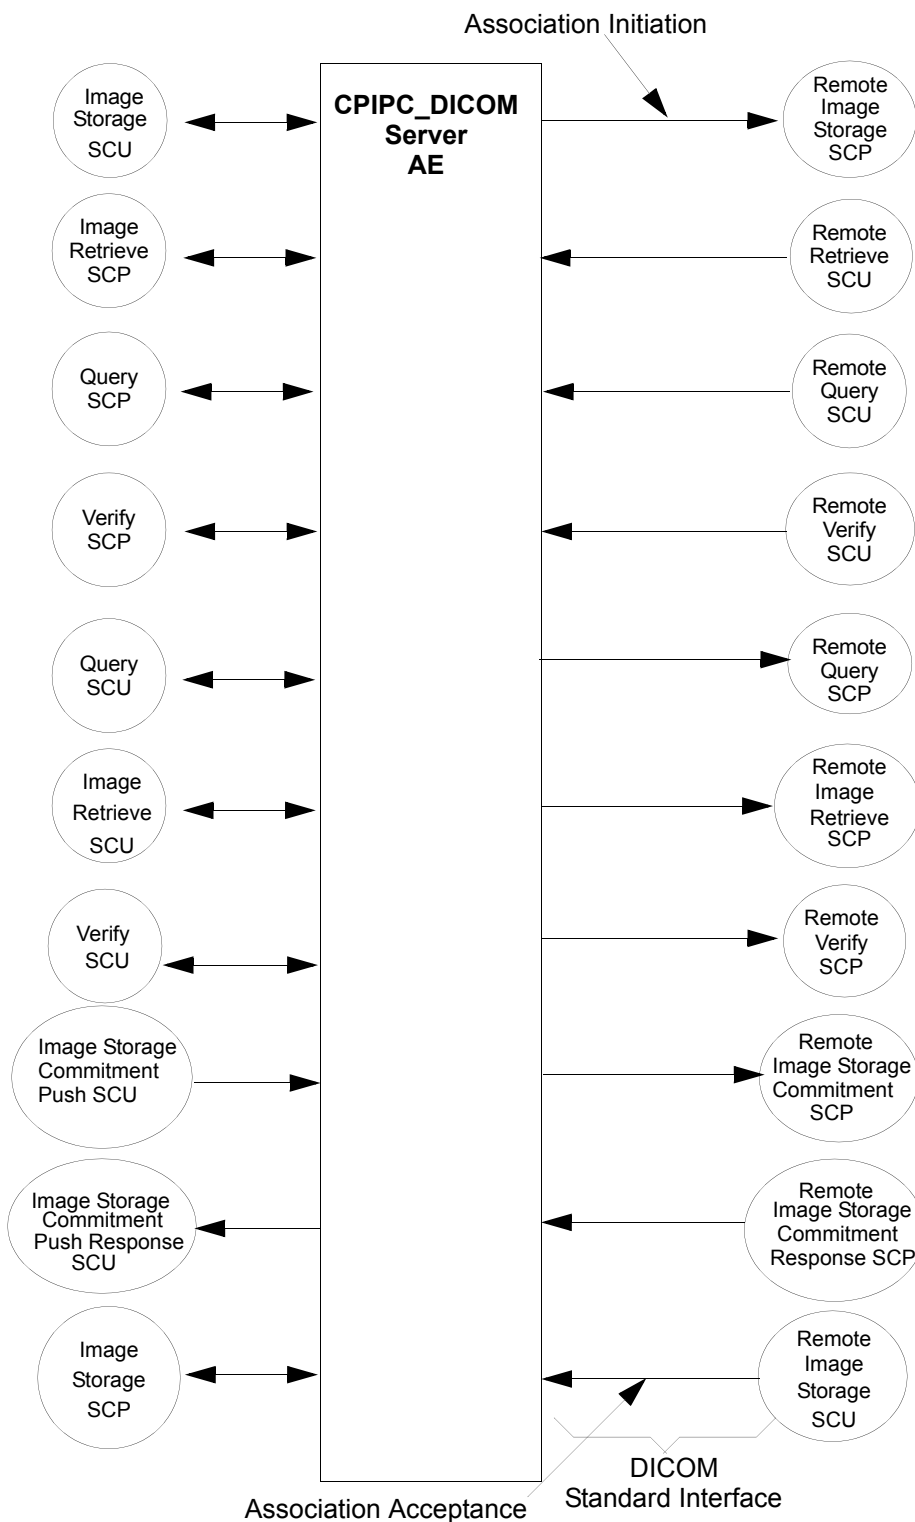 Association Initiation
Image
Storage
SCU
CPIPC_DICOM
Server
AE
Remote
Image
Storage
SCP
Image
Retrieve
SCP
Remote
Retrieve
SCU
Query
SCP
Remote
Query
SCU
Verify
SCP
Remote
Verify
SCU
Query
SCU
Remote
Query
SCP
Image
Retrieve
SCU
Remote
Image
Retrieve
SCP
Verify
SCU
Remote
Verify
SCP
Image Storage
Commitment
Push SCU
Remote
Image Storage
Commitment
SCP
Image Storage
Commitment
Push Response
SCU
Remote
Image Storage
Commitment
Response SCP
Image
Storage
SCP
Remote
Image
Storage
SCU
DICOM
Standard Interface
Association Acceptance